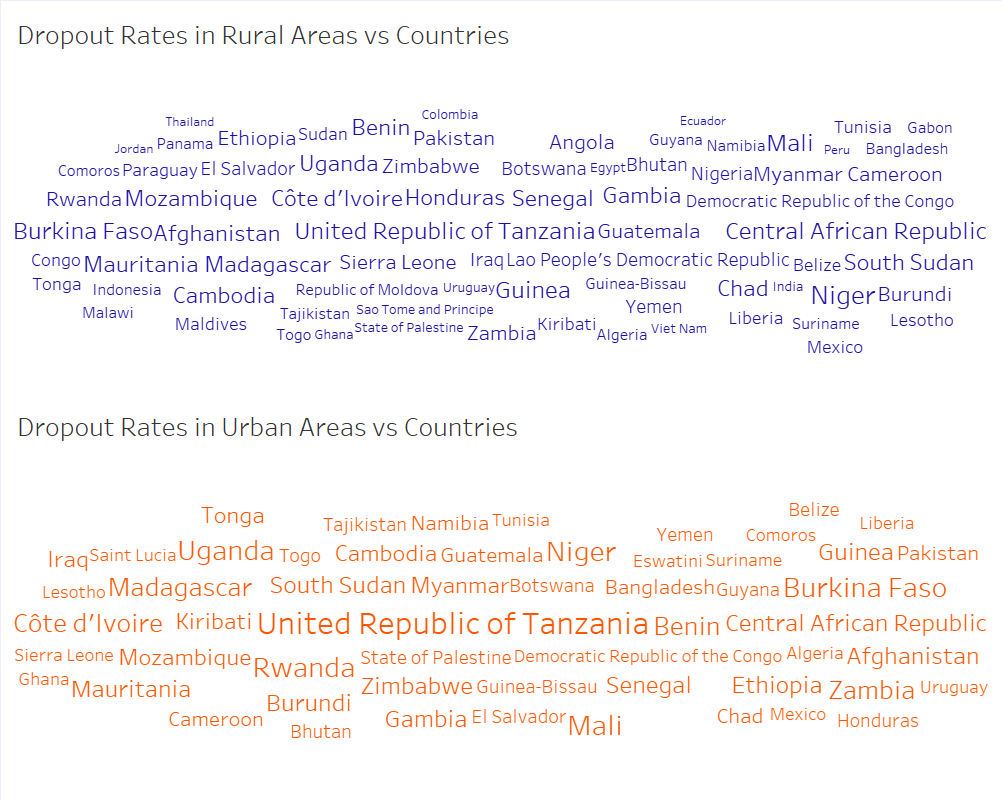 Dropout Rates in Rural Areas vs Countries
Thailand
Colombia
Ecuador
Jordan Panama Ethiopia Sudan Benin Pakistan Angola Guyana Namibia Mali Peru Tunisia Gabon Bangladesh
Comoros Paraguay El Salvador Uganda Zimbabwe Botswana Egypt Bhutan Nigeria Myanmar Cameroon
Rwanda Mozambique Côte d’Ivoire Honduras Senegal Gambia Democratic Republic of the Congo
Burkina Faso Afghanistan United Republic of Tanzania Guatemala Central African Republic
Congo Mauritania Madagascar Sierra Leone Iraq Lao People’s Democratic Republic Belize South Sudan
Tonga Indonesia Cambodia Republic of Moldova Uruguay Guinea Guinea-Bissau Chad India Niger Burundi
Malawi Maldives Tajikistan Sao Tome and Principe Kiribati Yemen Liberia Suriname Lesotho
Togo Ghana State of Palestine Zambia Algeria Viet Nam
Mexico
Dropout Rates in Urban Areas vs Countries
Tonga Tajikistan Namibia Tunisia Belize Liberia
Iraq Saint Lucia Uganda Togo Cambodia Guatemala Niger Yemen Comoros Eswatini Suriname Guinea Pakistan
Lesotho Madagascar South Sudan Myanmar Botswana Bangladesh Guyana Burkina Faso
Côte d’Ivoire Kiribati United Republic of Tanzania Benin Central African Republic
Sierra Leone Mozambique Rwanda State of Palestine Democratic Republic of the Congo Algeria Afghanistan
Ghana Mauritania Burundi Zimbabwe Guinea-Bissau Senegal Ethiopia Zambia Uruguay
Cameroon Bhutan Gambia El Salvador Mali Chad Mexico Honduras